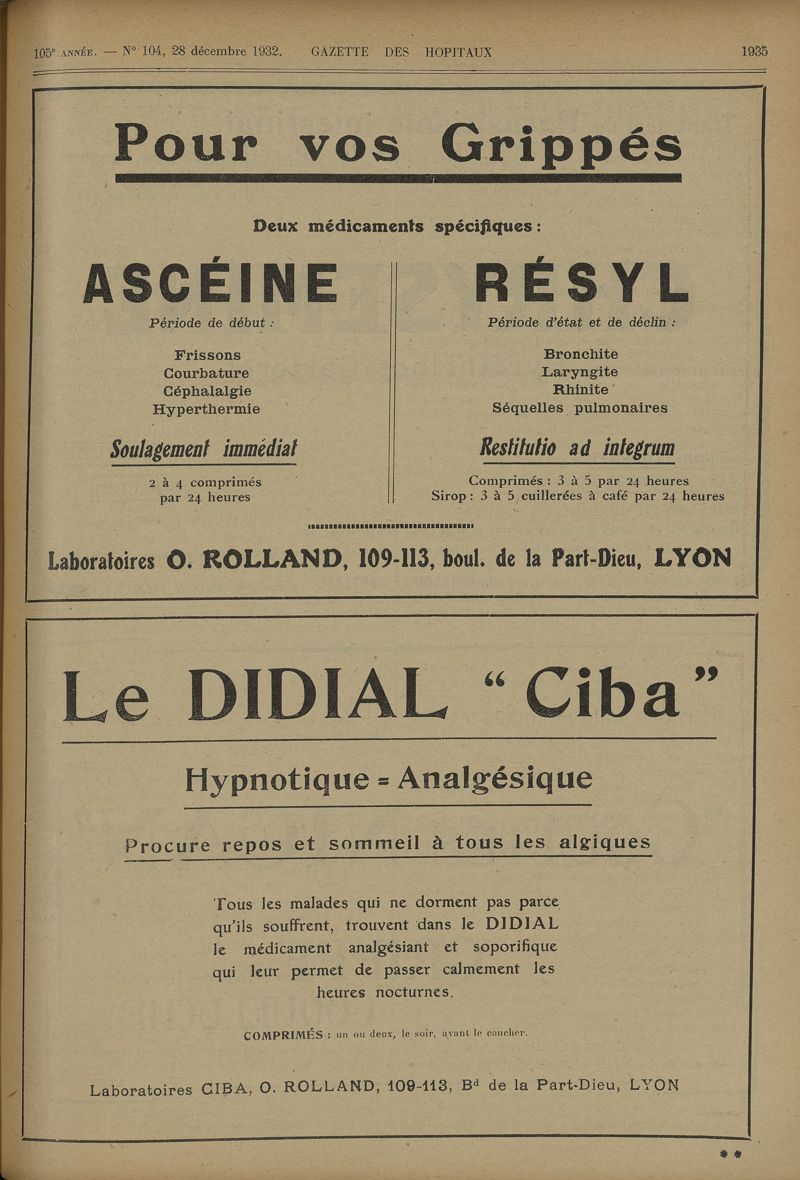 105e ANNÉE. — N° 104, 28 décembre 1932. GAZETTE DES HOPITAUX 1935
Pour vos Grippés
Deux médicaments spécifiques :
ASCÉINE
Période de début :
Frissons
Courbature
Céphalalgie
Hyperthermie
Soulagement immédiat
2 à 4 comprimés
par 24 heures
RÉSYL
Période d'état et de déclin :
Bronchite
Laryngite
Rhinite
Séquelles pulmonaires
Restitutio ad integrum
Comprimés : 3 à 5 par 24 heures
Sirop : 3 à 5 cuillerées à café par 24 heures
Laboratoires O. ROLLAND, 109-113, boul. de la Part-Dieu, LYON
Le DIDIAL “ Ciba ”
Hypnotique = Analgésique
Procure repos et sommeil à tous les algiques
Tous les malades qui ne dorment pas parce
qu'ils souffrent, trouvent dans le DIDIAL
le médicament analgésiant et soporifique
qui leur permet de passer calmement les
heures nocturnes.
COMPRIMÉS : un ou deux, le soir, avant le coucher.
Laboratoires CIBA, O. ROLLAND, 109-113, Bd de la Part-Dieu, LYON
* *